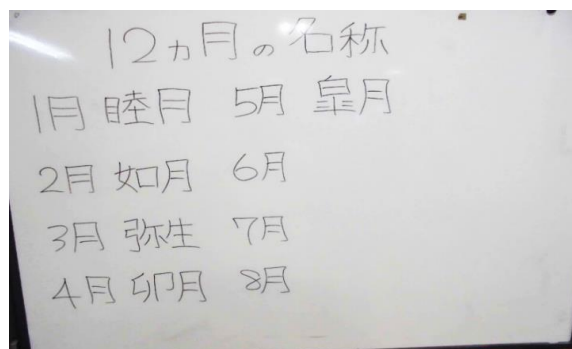 12ヵ月の名称
1月 睦月 5月 皐月
2月 如月 6月
3月 弥生 7月
4月 卯月 8月